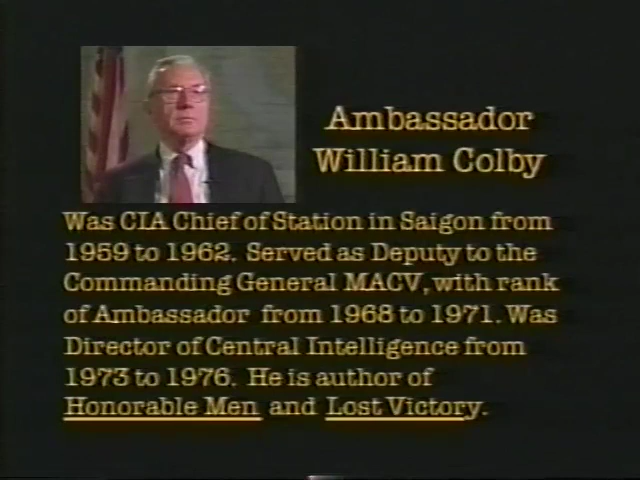 Ambassador
William Colby
Was CIA Chief of Station in Saigon from
1959 to 1962. Served as Deputy to the
Commanding General MACV, with rank
of Ambassador from 1968 to 1971. Was
Director of Central Intelligence from
1973 to 1976. He is author of
Honorable Men and Lost Victory.